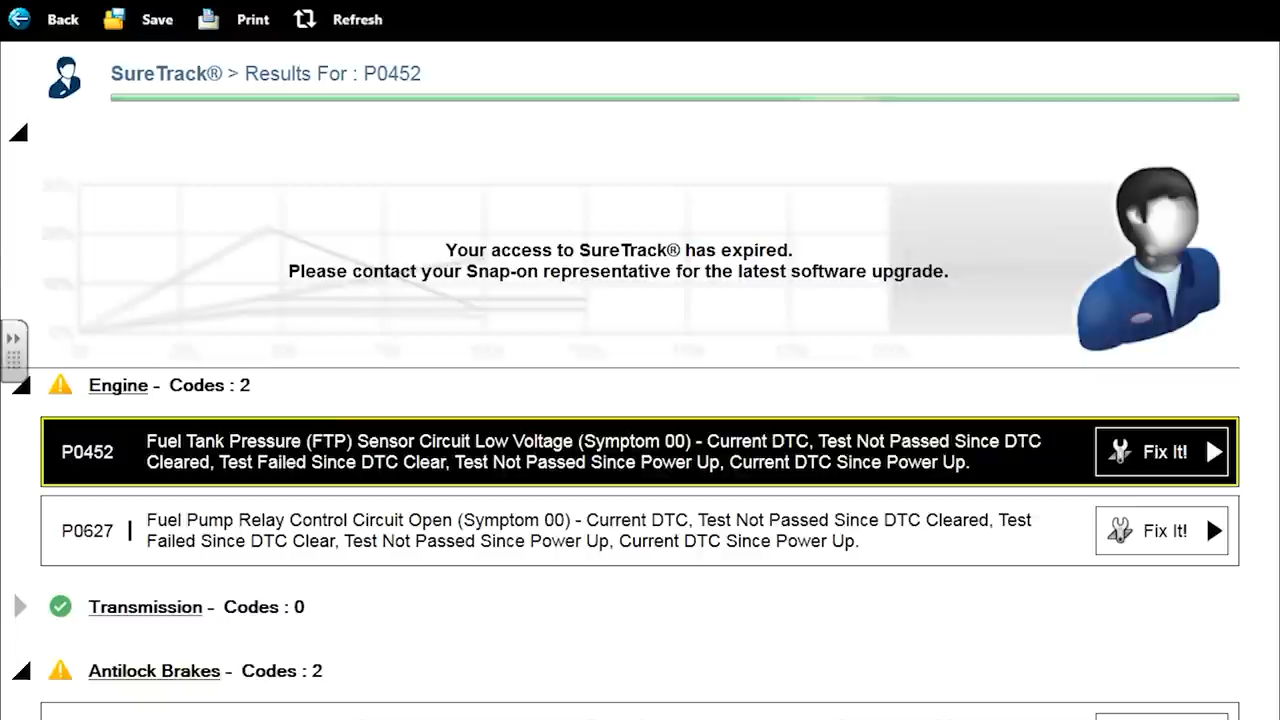 Back Save Print Refresh
SureTrack® > Results For : P0452
Your access to SureTrack® has expired.
Please contact your Snap-on representative for the latest software upgrade.
Engine - Codes : 2
P0452
Fuel Tank Pressure (FTP) Sensor Circuit Low Voltage (Symptom 00) - Current DTC, Test Not Passed Since DTC
Cleared, Test Failed Since DTC Clear, Test Not Passed Since Power Up, Current DTC Since Power Up.
Fix It!
P0627
Fuel Pump Relay Control Circuit Open (Symptom 00) - Current DTC, Test Not Passed Since DTC Cleared, Test
Failed Since DTC Clear, Test Not Passed Since Power Up, Current DTC Since Power Up.
Fix It!
Transmission - Codes : 0
Antilock Brakes - Codes : 2